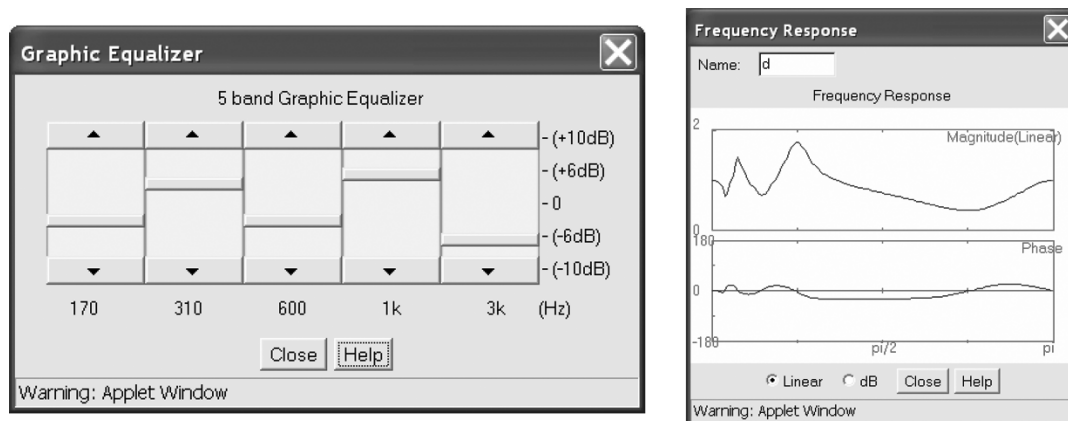 Graphic Equalizer
5 band Graphic Equalizer
- (+10dB)
- (+6dB)
- 0
- (-6dB)
- (-10dB)
170 310 600 1k 3k (Hz)
Close Help
Warning: Applet Window
Frequency Response
Name: d
Frequency Response
2
Magnitude(Linear)
0
180
Phase
0
-180
pi/2 pi
Linear dB Close Help
Warning: Applet Window